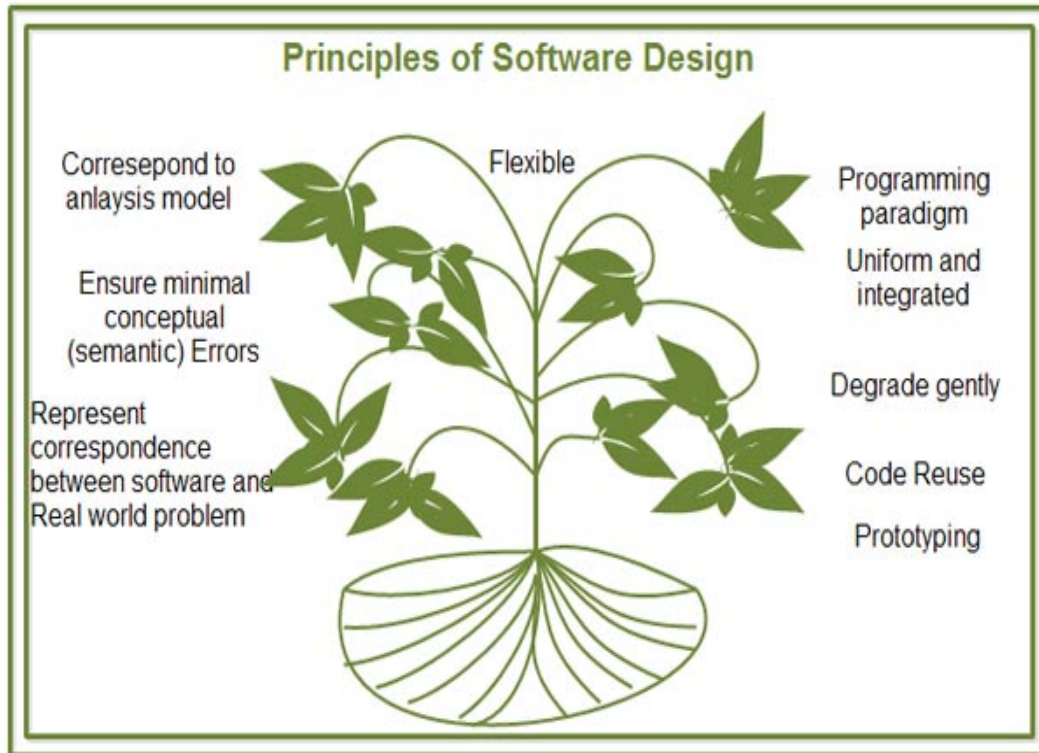 Principles of Software Design
Corresepond to
anlaysis model
Ensure minimal
conceptual
(semantic) Errors
Represent
correspondence
between software and
Real world problem
Flexible
Programming
paradigm
Uniform and
integrated
Degrade gently
Code Reuse
Prototyping